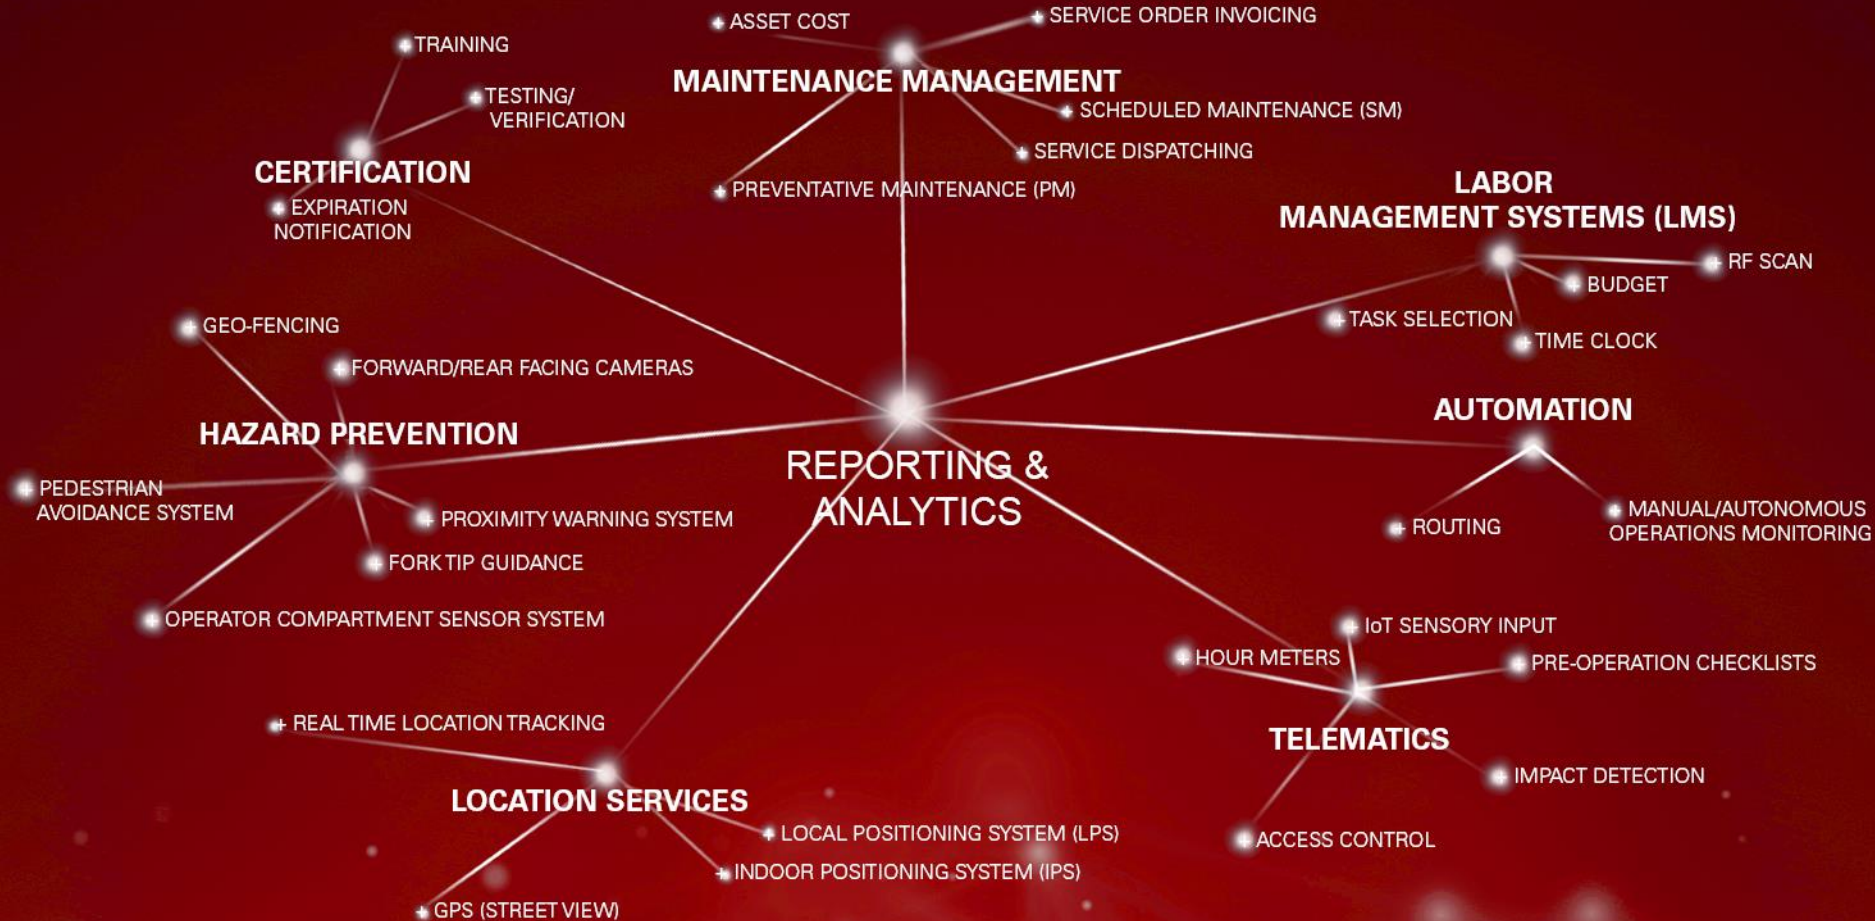 ASSET COST
SERVICE ORDER INVOICING
MAINTENANCE MANAGEMENT
SCHEDULED MAINTENANCE (SM)
SERVICE DISPATCHING
PREVENTATIVE MAINTENANCE (PM)
TRAINING
TESTING/
VERIFICATION
CERTIFICATION
EXPIRATION
NOTIFICATION
LABOR
MANAGEMENT SYSTEMS (LMS)
RF SCAN
BUDGET
TASK SELECTION
TIME CLOCK
GEO-FENCING
FORWARD/REAR FACING CAMERAS
HAZARD PREVENTION
PEDESTRIAN
AVOIDANCE SYSTEM
PROXIMITY WARNING SYSTEM
FORK TIP GUIDANCE
OPERATOR COMPARTMENT SENSOR SYSTEM
REPORTING &
ANALYTICS
AUTOMATION
ROUTING
MANUAL/AUTONOMOUS
OPERATIONS MONITORING
IoT SENSORY INPUT
HOUR METERS
PRE-OPERATION CHECKLISTS
TELEMATICS
IMPACT DETECTION
ACCESS CONTROL
REAL TIME LOCATION TRACKING
LOCATION SERVICES
LOCAL POSITIONING SYSTEM (LPS)
INDOOR POSITIONING SYSTEM (IPS)
GPS (STREET VIEW)